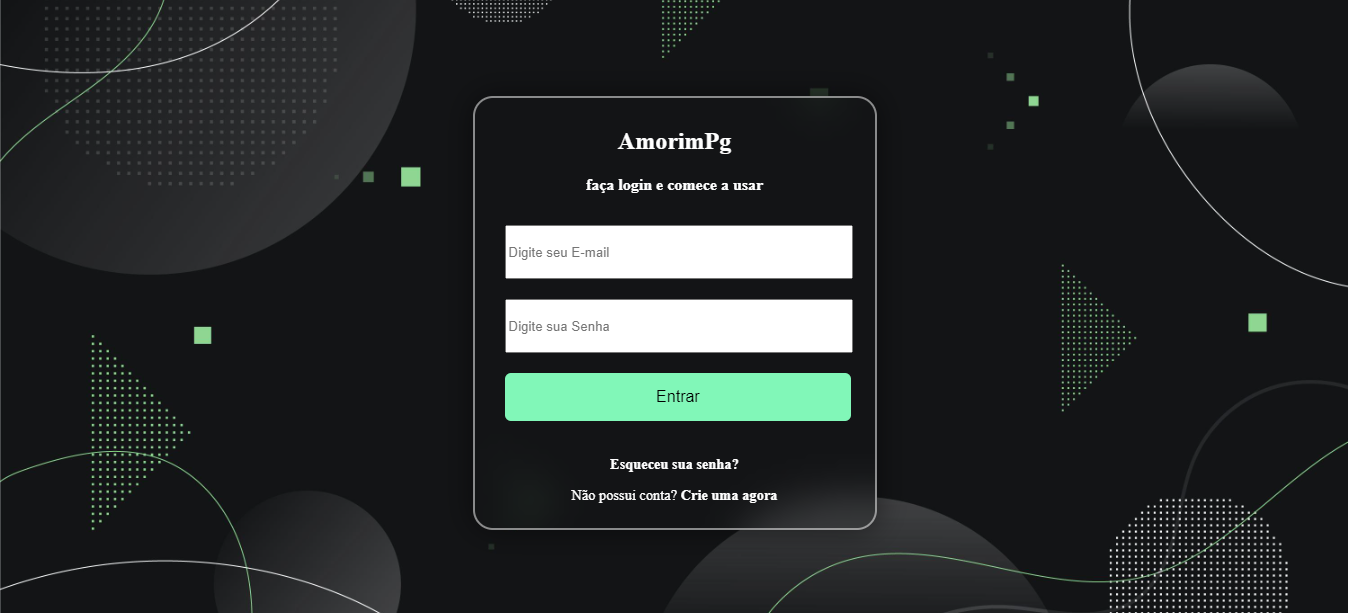 AmorimPg
faça login e comece a usar
Digite seu E-mail
Digite sua Senha
Entrar
Esqueceu sua senha?
Não possui conta? Crie uma agora